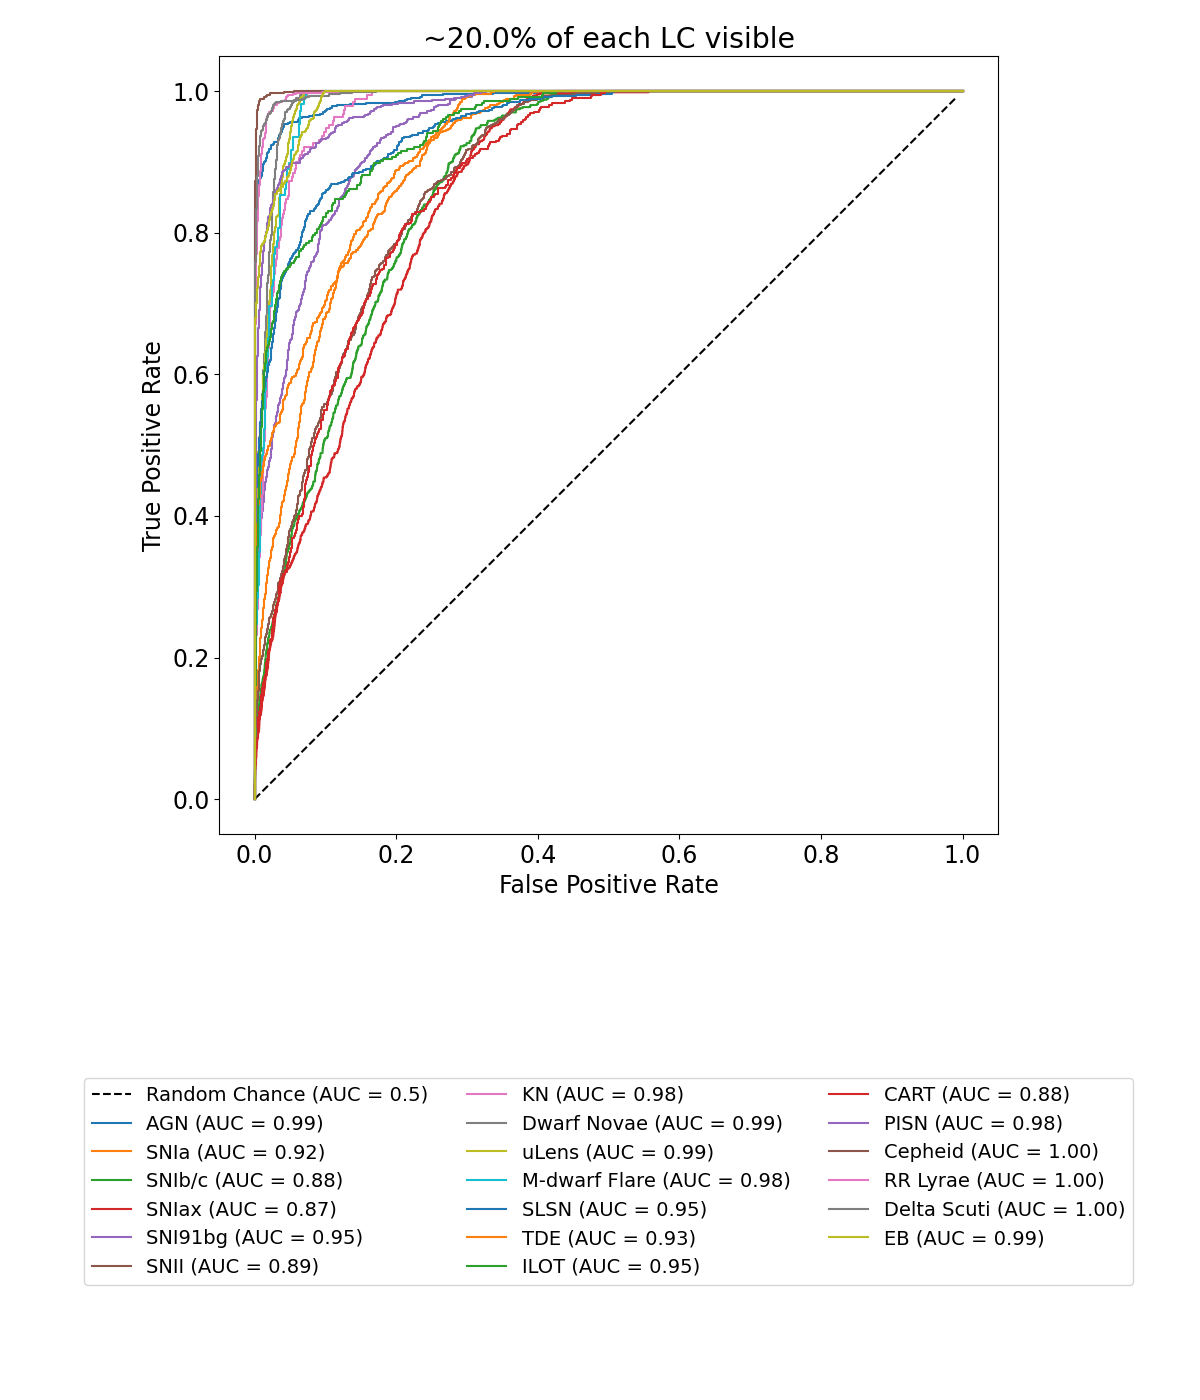 ~20.0% of each LC visible
1.0
0.8
0.6
0.4
0.2
0.0
True Positive Rate
0.0 0.2 0.4 0.6 0.8 1.0
False Positive Rate
Random Chance (AUC = 0.5)
AGN (AUC = 0.99)
SNIa (AUC = 0.92)
SNIb/c (AUC = 0.88)
SNIax (AUC = 0.87)
SNI91bg (AUC = 0.95)
SNII (AUC = 0.89)
KN (AUC = 0.98)
Dwarf Novae (AUC = 0.99)
uLens (AUC = 0.99)
M-dwarf Flare (AUC = 0.98)
SLSN (AUC = 0.95)
TDE (AUC = 0.93)
ILOT (AUC = 0.95)
CART (AUC = 0.88)
PISN (AUC = 0.98)
Cepheid (AUC = 1.00)
RR Lyrae (AUC = 1.00)
Delta Scuti (AUC = 1.00)
EB (AUC = 0.99)